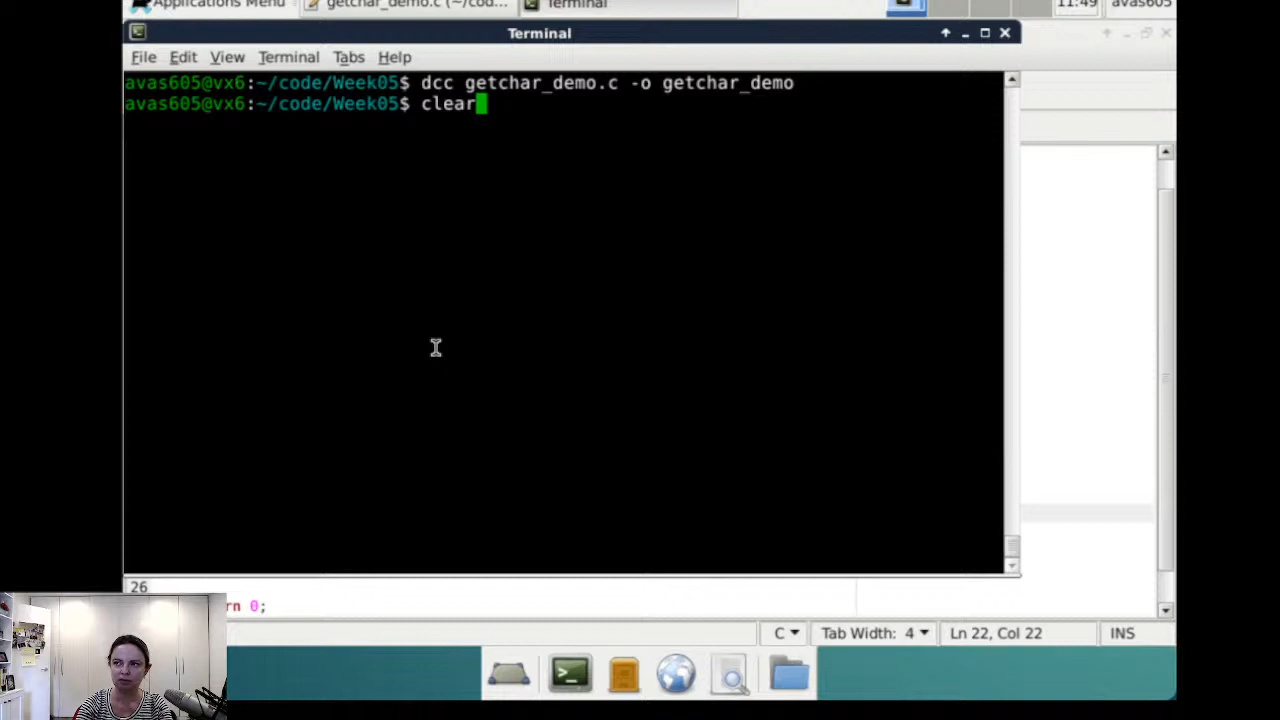 Applications Menu getchar_demo.c (~/cod... Terminal 11:49 avas605
Terminal
File Edit View Terminal Tabs Help
avas605@vx6:~/code/Week05$ dcc getchar_demo.c -o getchar_demo
avas605@vx6:~/code/Week05$ clear
26
rn 0;
C Tab Width: 4 Ln 22, Col 22 INS